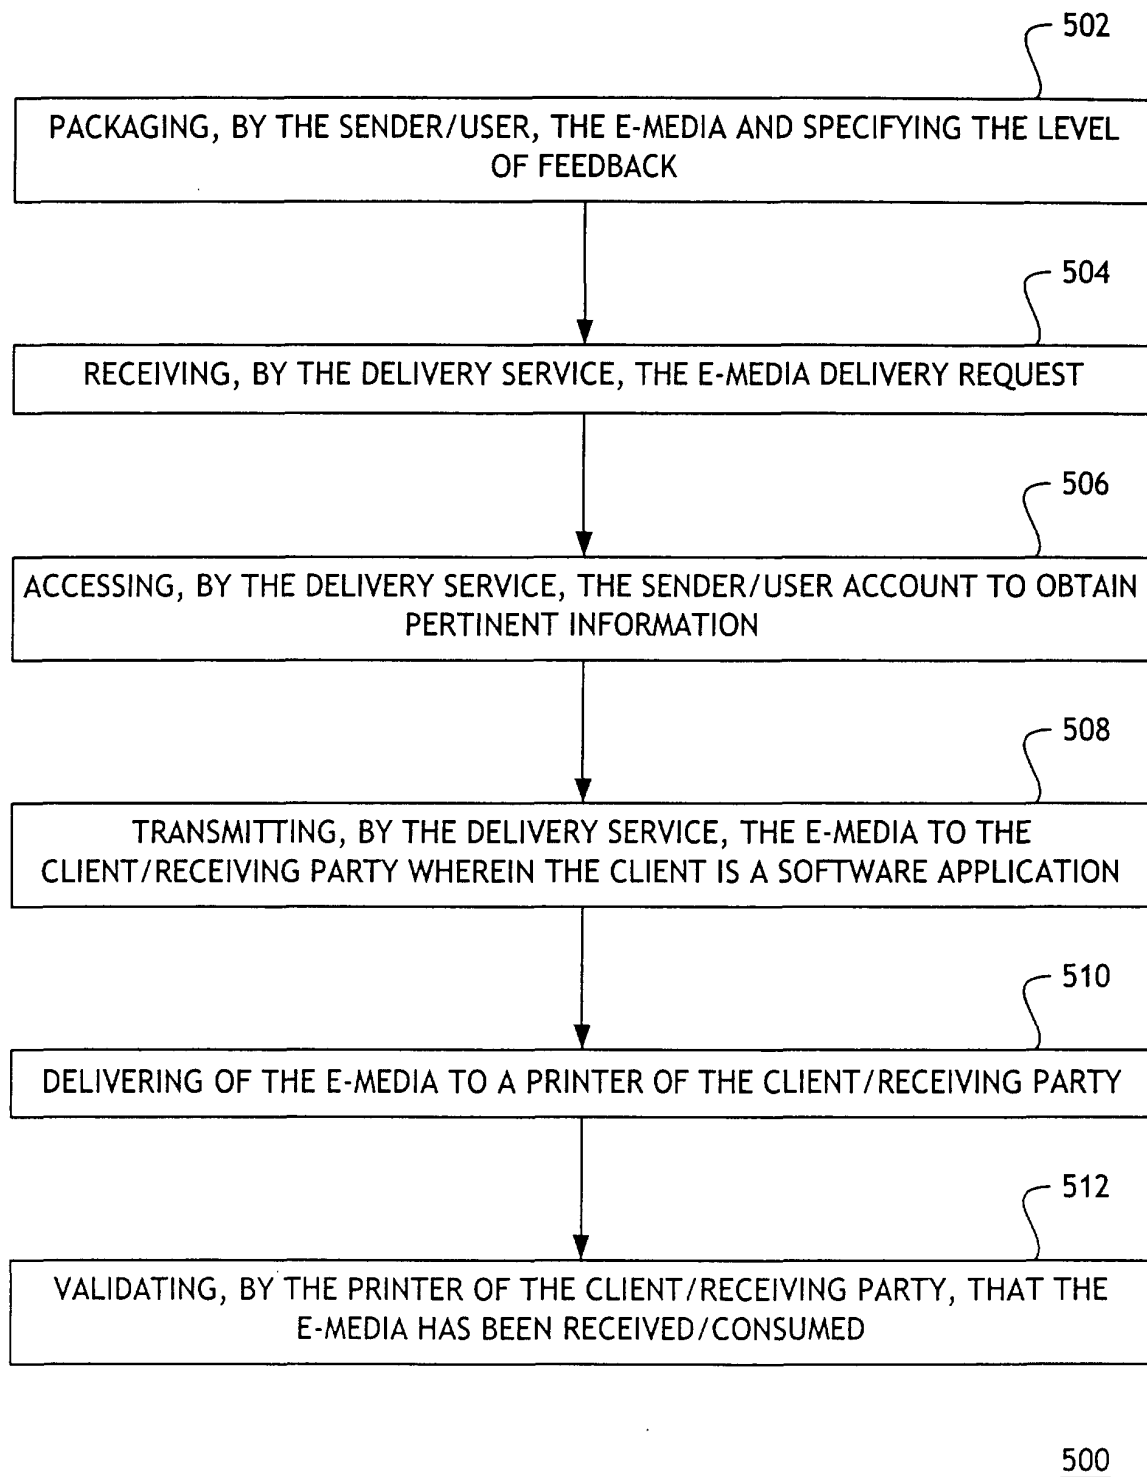 502
PACKAGING, BY THE SENDER/USER, THE E-MEDIA AND SPECIFYING THE LEVEL
OF FEEDBACK
504
RECEIVING, BY THE DELIVERY SERVICE, THE E-MEDIA DELIVERY REQUEST
506
ACCESSING, BY THE DELIVERY SERVICE, THE SENDER/USER ACCOUNT TO OBTAIN
PERTINENT INFORMATION
508
TRANSMITTING, BY THE DELIVERY SERVICE, THE E-MEDIA TO THE
CLIENT/RECEIVING PARTY WHEREIN THE CLIENT IS A SOFTWARE APPLICATION
510
DELIVERING OF THE E-MEDIA TO A PRINTER OF THE CLIENT/RECEIVING PARTY
512
VALIDATING, BY THE PRINTER OF THE CLIENT/RECEIVING PARTY, THAT THE
E-MEDIA HAS BEEN RECEIVED/CONSUMED
500